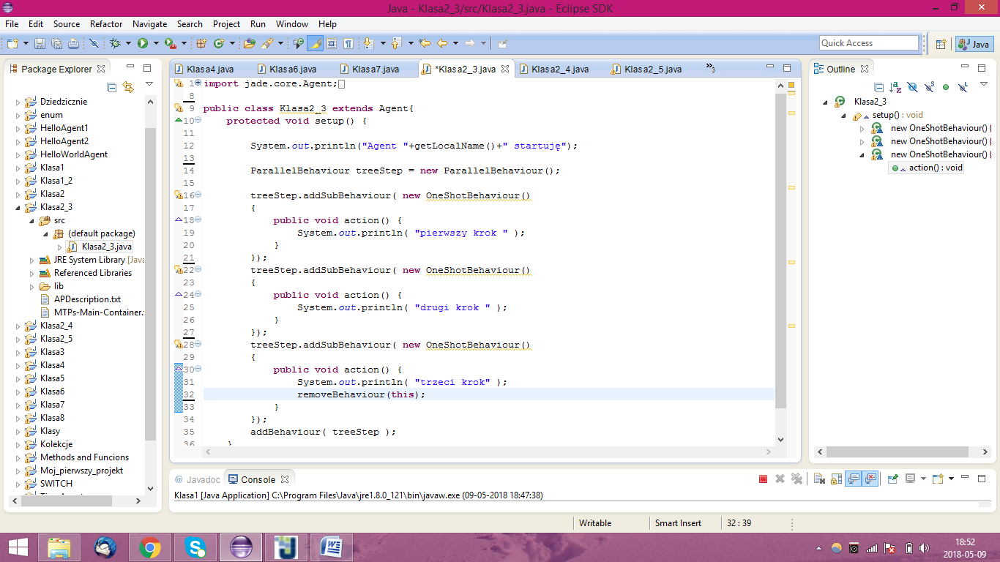 Java - Klasa2_3/src/Klasa2_3.java - Eclipse SDK
File Edit Source Refactor Navigate Search Project Run Window Help
Quick Access
Java
Package Explorer
Dziedzicznie
enum
HelloAgent1
HelloAgent2
HelloWorldAgent
Klasa1
Klasa1_2
Klasa2
Klasa2_3
src
(default package)
Klasa2_3.java
JRE System Library [Java
Referenced Libraries
lib
APDescription.txt
MTPs-Main-Container.
Klasa2_4
Klasa2_5
Klasa3
Klasa4
Klasa5
Klasa6
Klasa7
Klasa8
Klasy
Kolekcje
Methods and Funcions
Moj_pierwszy_projekt
SWITCH
Klasa4.java Klasa6.java Klasa7.java *Klasa2_3.java Klasa2_4.java Klasa2_5.java »3
1 import jade.core.Agent;
8
9 public class Klasa2_3 extends Agent{
10 protected void setup() {
11
12 System.out.println("Agent "+getLocalName()+" startuję");
13
14 ParallelBehaviour treeStep = new ParallelBehaviour();
15
16 treeStep.addSubBehaviour( new OneShotBehaviour()
17 {
18 public void action() {
19 System.out.println( "pierwszy krok " );
20 }
21 });
22 treeStep.addSubBehaviour( new OneShotBehaviour()
23 {
24 public void action() {
25 System.out.println( "drugi krok " );
26 }
27 });
28 treeStep.addSubBehaviour( new OneShotBehaviour()
29 {
30 public void action() {
31 System.out.println( "trzeci krok" );
32 removeBehaviour(this);
33 }
34 });
35 addBehaviour( treeStep );
36 }
Outline
Klasa2_3
setup() : void
new OneShotBehaviour() {
new OneShotBehaviour() {
new OneShotBehaviour() {
action() : void
@ Javadoc Console
Klasa1 [Java Application] C:\Program Files\Java\jre1.8.0_121\bin\javaw.exe (09-05-2018 18:47:38)
Writable Smart Insert 32 : 39
18:52
2018-05-09